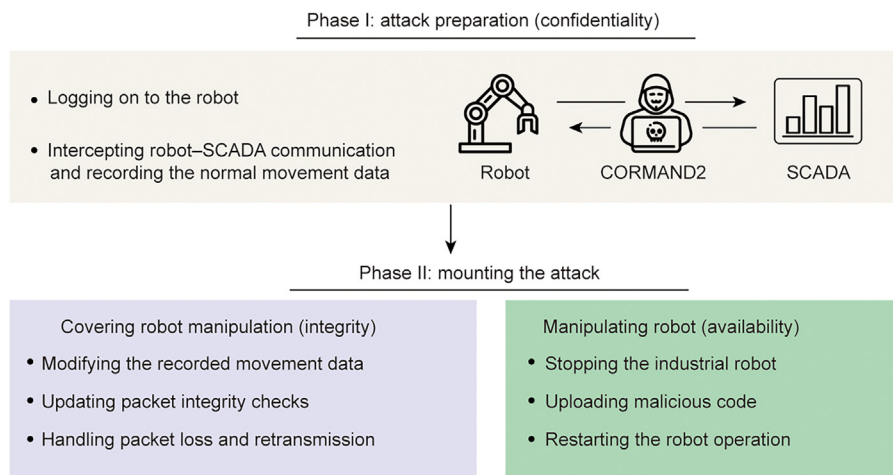 Phase I: attack preparation (confidentiality)
• Logging on to the robot
• Intercepting robot–SCADA communication
and recording the normal movement data
Robot
CORMAND2
SCADA
Phase II: mounting the attack
Covering robot manipulation (integrity)
• Modifying the recorded movement data
• Updating packet integrity checks
• Handling packet loss and retransmission
Manipulating robot (availability)
• Stopping the industrial robot
• Uploading malicious code
• Restarting the robot operation